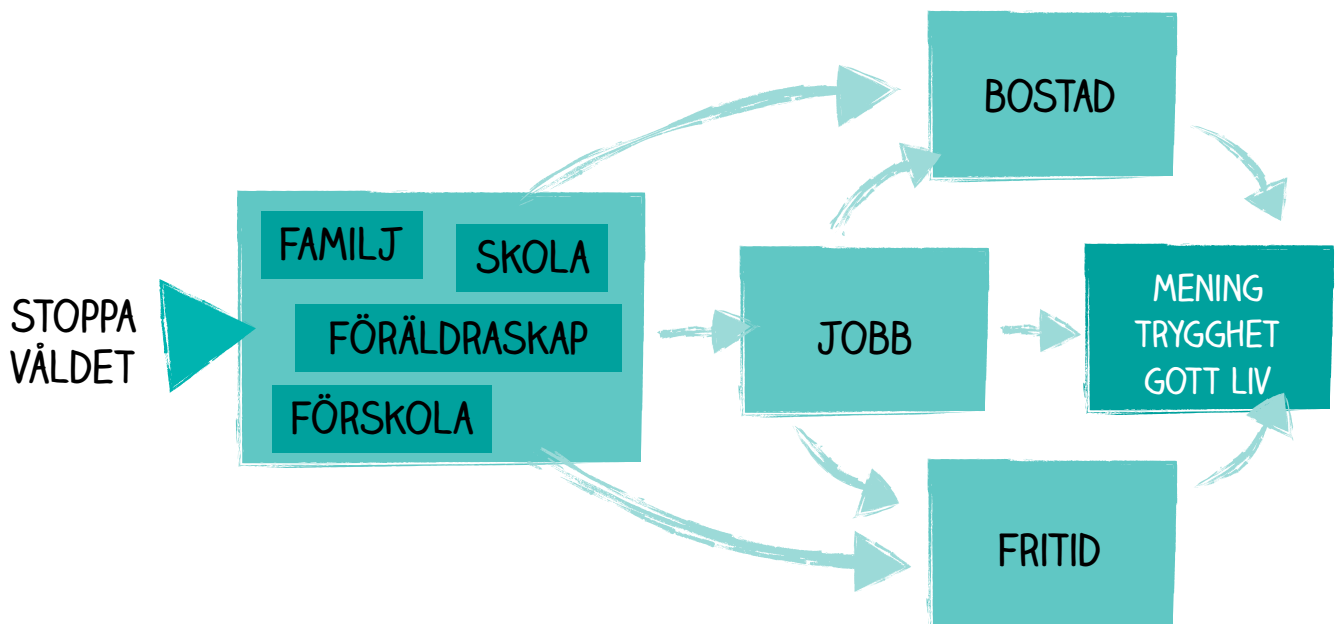 STOPPA
VÅLDET
FAMILJ
SKOLA
FÖRÄLDRASKAP
FÖRSKOLA
BOSTAD
JOBB
FRITID
MENING
TRYGGHET
GOTT LIV